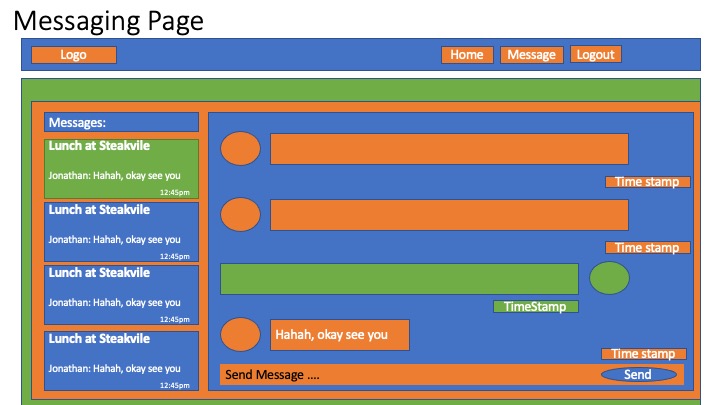 Messaging Page
Logo
Home
Message
Logout
Messages:
Lunch at Steakvile
Jonathan: Hahah, okay see you
12:45pm
Lunch at Steakvile
Jonathan: Hahah, okay see you
12:45pm
Lunch at Steakvile
Jonathan: Hahah, okay see you
12:45pm
Lunch at Steakvile
Jonathan: Hahah, okay see you
12:45pm
Time stamp
Time stamp
TimeStamp
Hahah, okay see you
Time stamp
Send Message ....
Send